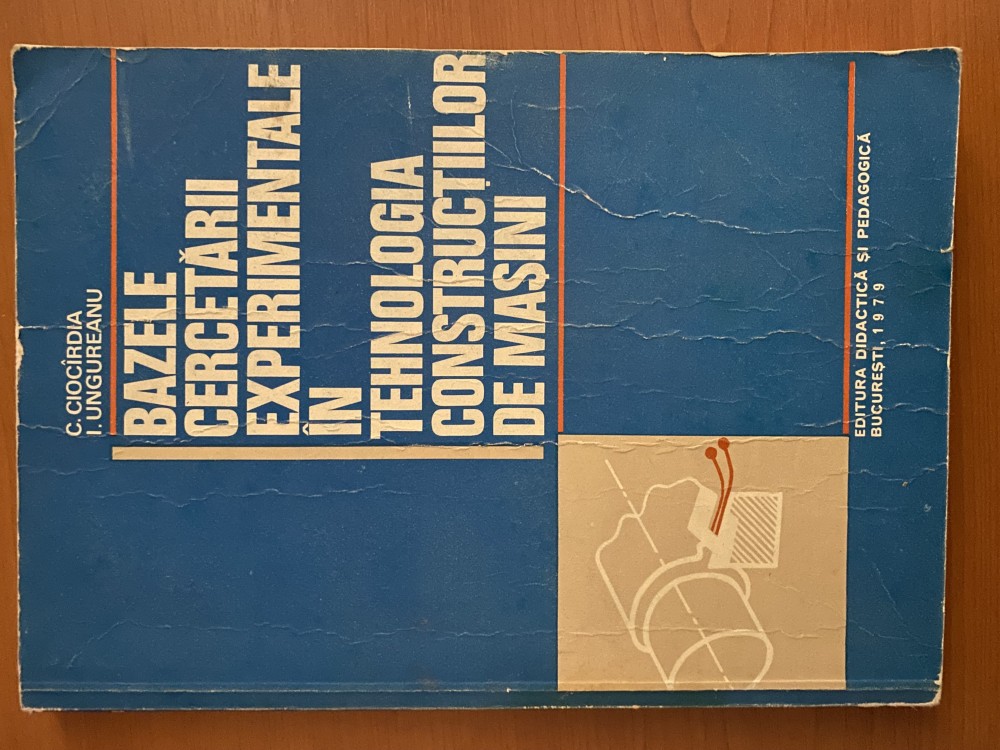 C. CIOCÎRDIA
I. UNGUREANU
BAZELE
CERCETĂRII
EXPERIMENTALE
ÎN
TEHNOLOGIA
CONSTRUCȚIILOR
DE MAȘINI
EDITURA DIDACTICĂ ȘI PEDAGOGICĂ
BUCUREȘTI, 1979